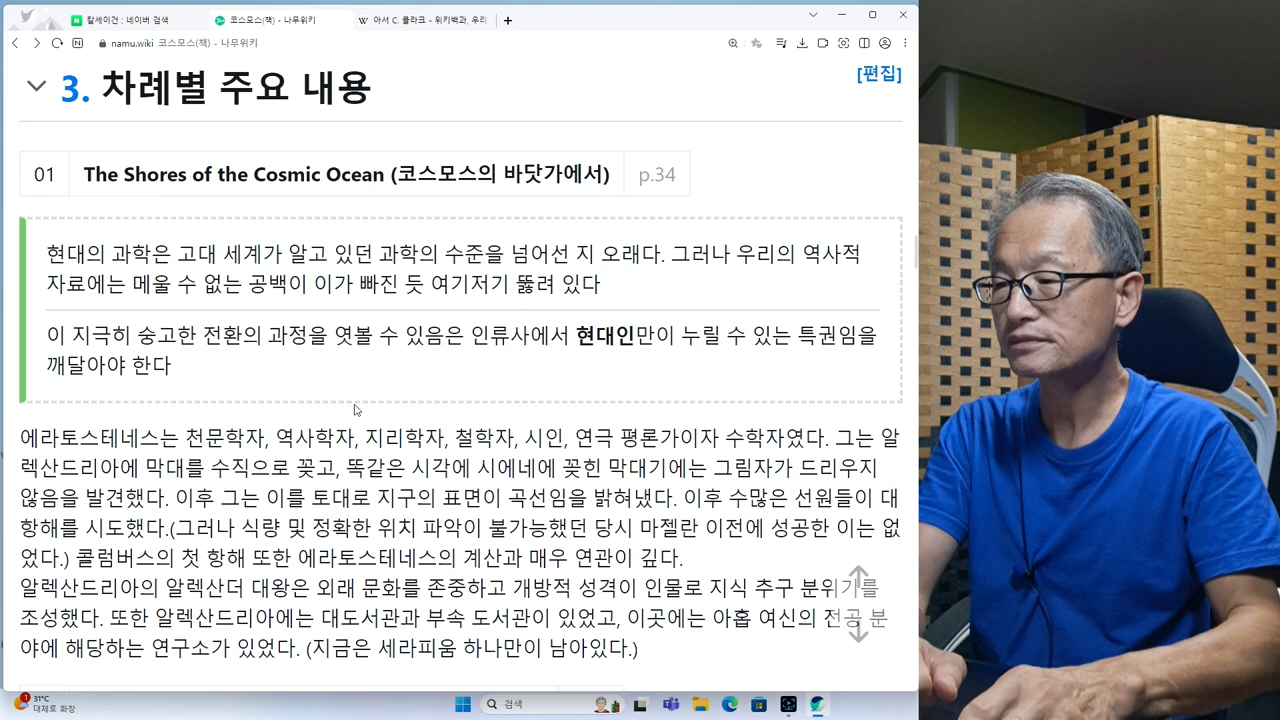 칼세이건 : 네이버 검색
코스모스(책) - 나무위키
W 아서 C. 클라크 - 위키백과, 우리
namu.wiki 코스모스(책) - 나무위키
3. 차례별 주요 내용
[편집]
01 The Shores of the Cosmic Ocean (코스모스의 바닷가에서) p.34
현대의 과학은 고대 세계가 알고 있던 과학의 수준을 넘어선 지 오래다. 그러나 우리의 역사적
자료에는 메울 수 없는 공백이 이가 빠진 듯 여기저기 뚫려 있다
이 지극히 숭고한 전환의 과정을 엿볼 수 있음은 인류사에서 현대인만이 누릴 수 있는 특권임을
깨달아야 한다
에라토스테네스는 천문학자, 역사학자, 지리학자, 철학자, 시인, 연극 평론가이자 수학자였다. 그는 알
렉산드리아에 막대를 수직으로 꽂고, 똑같은 시각에 시에네에 꽂힌 막대기에는 그림자가 드리우지
않음을 발견했다. 이후 그는 이를 토대로 지구의 표면이 곡선임을 밝혀냈다. 이후 수많은 선원들이 대
항해를 시도했다.(그러나 식량 및 정확한 위치 파악이 불가능했던 당시 마젤란 이전에 성공한 이는 없
었다.) 콜럼버스의 첫 항해 또한 에라토스테네스의 계산과 매우 연관이 깊다.
알렉산드리아의 알렉산더 대왕은 외래 문화를 존중하고 개방적 성격이 인물로 지식 추구 분위기를
조성했다. 또한 알렉산드리아에는 대도서관과 부속 도서관이 있었고, 이곳에는 아홉 여신의 전공 분
야에 해당하는 연구소가 있었다. (지금은 세라피움 하나만이 남아있다.)
1
31°C
대체로 화창
검색